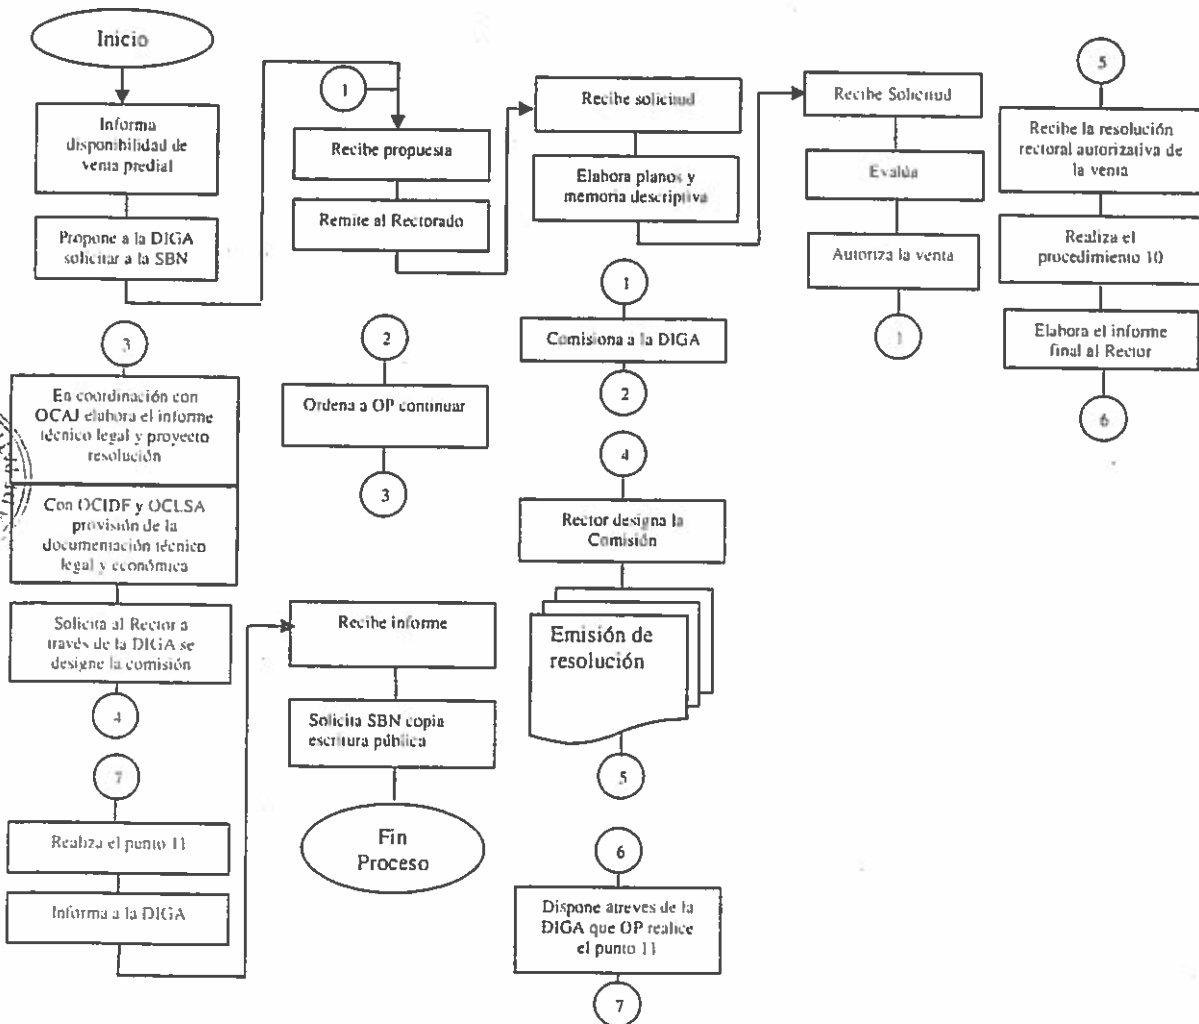 Inicio
Informa
disponibilidad de
venta predial
Propone a la DIGA
solicitar a la SBN
1
Recibe propuesta
Remite al Rectorado
Recibe solicitud
Elabora planos y
memoria descriptiva
Recibe Solicitud
Evalúa
Autoriza la venta
1
5
Recibe la resolución
rectoral autorizativa de
la venta
Realiza el
procedimiento 10
Elabora el informe
final al Rector
6
3
En coordinación con
OCAJ elabora el informe
técnico legal y proyecto
resolución
Con OCIDF y OCLSA
provisión de la
documentación técnico
legal y económica
Solicita al Rector a
través de la DIGA se
designe la comisión
4
2
Ordena a OP continuar
3
1
Comisiona a la DIGA
2
4
Rector designa la
Comisión
Emisión de
resolución
5
7
Realiza el punto 11
Informa a la DIGA
Recibe informe
Solicita SBN copia
escritura pública
Fin
Proceso
6
Dispone atreves de la
DIGA que OP realice
el punto 11
7